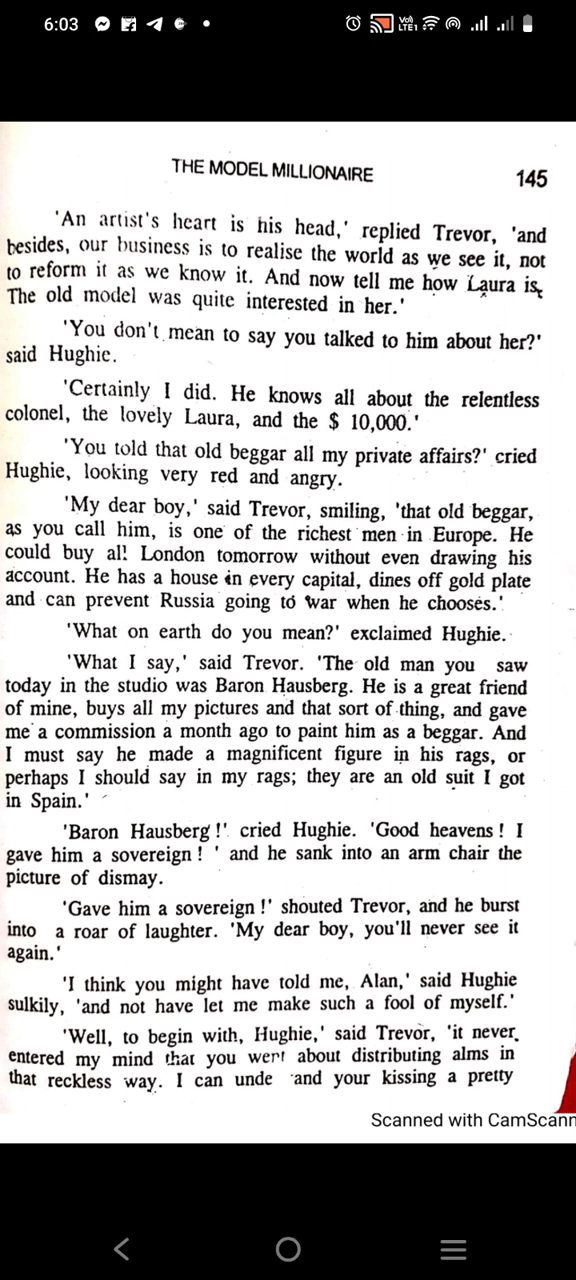 6:03
Vo)
LTE1
THE MODEL MILLIONAIRE
145
'An artist's heart is his head,' replied Trevor, 'and
besides, our business is to realise the world as we see it, not
to reform it as we know it. And now tell me how Laura is.
The old model was quite interested in her.'
'You don't mean to say you talked to him about her?'
said Hughie.
'Certainly I did. He knows all about the relentless
colonel, the lovely Laura, and the $ 10,000.'
'You told that old beggar all my private affairs?' cried
Hughie, looking very red and angry.
'My dear boy,' said Trevor, smiling, 'that old beggar,
as you call him, is one of the richest men in Europe. He
could buy all London tomorrow without even drawing his
account. He has a house in every capital, dines off gold plate
and can prevent Russia going to war when he chooses.'
'What on earth do you mean?' exclaimed Hughie.
'What I say,' said Trevor. 'The old man you saw
today in the studio was Baron Hausberg. He is a great friend
of mine, buys all my pictures and that sort of thing, and gave
me a commission a month ago to paint him as a beggar. And
I must say he made a magnificent figure in his rags, or
perhaps I should say in my rags; they are an old suit I got
in Spain.'
'Baron Hausberg !' cried Hughie. 'Good heavens ! I
gave him a sovereign ! ' and he sank into an arm chair the
picture of dismay.
'Gave him a sovereign !' shouted Trevor, and he burst
into a roar of laughter. 'My dear boy, you'll never see it
again.'
'I think you might have told me, Alan,' said Hughie
sulkily, 'and not have let me make such a fool of myself.'
'Well, to begin with, Hughie,' said Trevor, 'it never
entered my mind that you went about distributing alms in
that reckless way. I can unde and your kissing a pretty
Scanned with CamScann